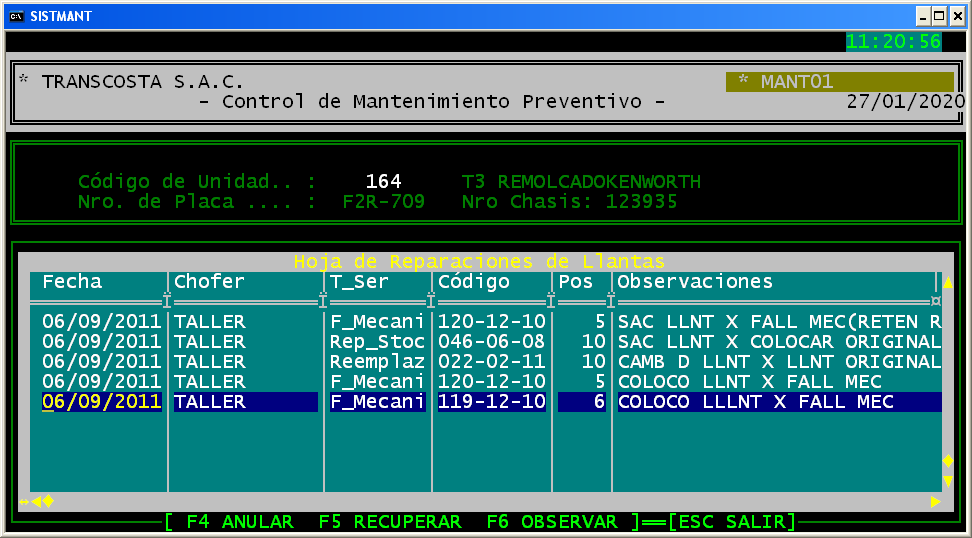 SISTMANT
11:20:56
* TRANSCOSTA S.A.C. * MANT01
- Control de Mantenimiento Preventivo - 27/01/2020
Código de Unidad.. : 164 T3 REMOLCADOKENWORTH
Nro. de Placa .... : F2R-709 Nro Chasis: 123935
Hoja de Reparaciones de Llantas
Fecha Chofer T_Ser Código Pos Observaciones
06/09/2011 TALLER F_Mecani 120-12-10 5 SAC LLNT X FALL MEC(RETEN R
06/09/2011 TALLER Rep_Stoc 046-06-08 10 SAC LLNT X COLOCAR ORIGINAL
06/09/2011 TALLER Reemplaz 022-02-11 10 CAMB D LLNT X LLNT ORIGINAL
06/09/2011 TALLER F_Mecani 120-12-10 5 COLOCO LLNT X FALL MEC
06/09/2011 TALLER F_Mecani 119-12-10 6 COLOCO LLLNT X FALL MEC
[ F4 ANULAR F5 RECUPERAR F6 OBSERVAR ]══[ESC SALIR]